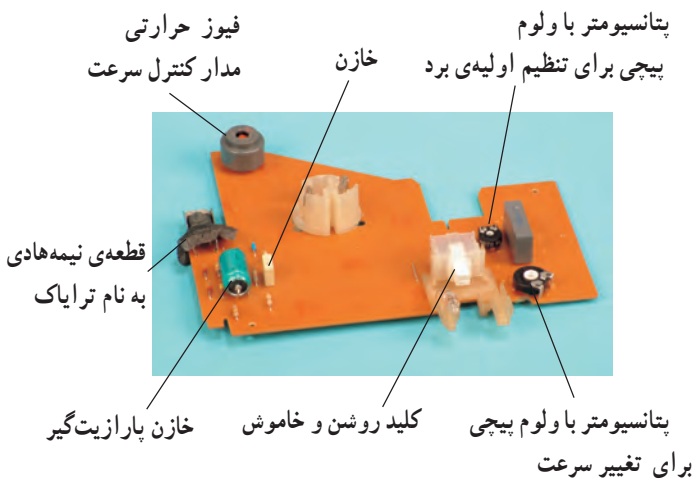 پتانسیومتر با ولوم
پیچی برای تنظیم اولیه‌ی برد
خازن
فیوز حرارتی
مدار کنترل سرعت
قطعه‌ی نیمه‌هادی
به نام ترایاک
پتانسیومتر با ولوم پیچی
برای تغییر سرعت
کلید روشن و خاموش
خازن پارازیت‌گیر